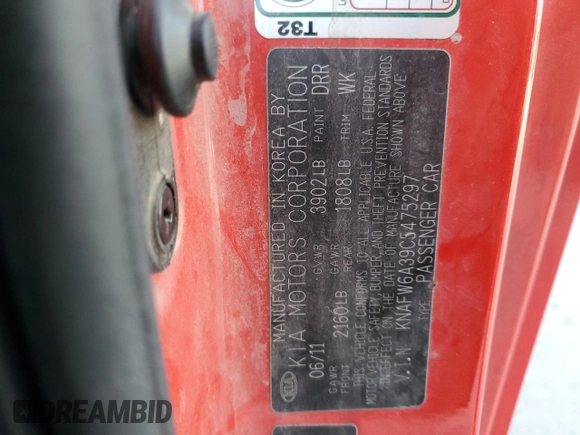 T32
MANUFACTURED IN KOREA BY
KIA MOTORS CORPORATION
06/11 GVWR 3902LB PAINT DRR
GAWR FRONT 2160LB GAWR REAR 1808LB TRIM WK
THIS VEHICLE CONFORMS TO ALL APPLICABLE U.S.A. FEDERAL
MOTOR VEHICLE SAFETY, BUMPER, AND THEFT PREVENTION STANDARDS
IN EFFECT ON THE DATE OF MANUFACTURE SHOWN ABOVE
V.I.N KNAFW6A39C5475297
TYPE PASSENGER CAR
KIA
DREAMBID